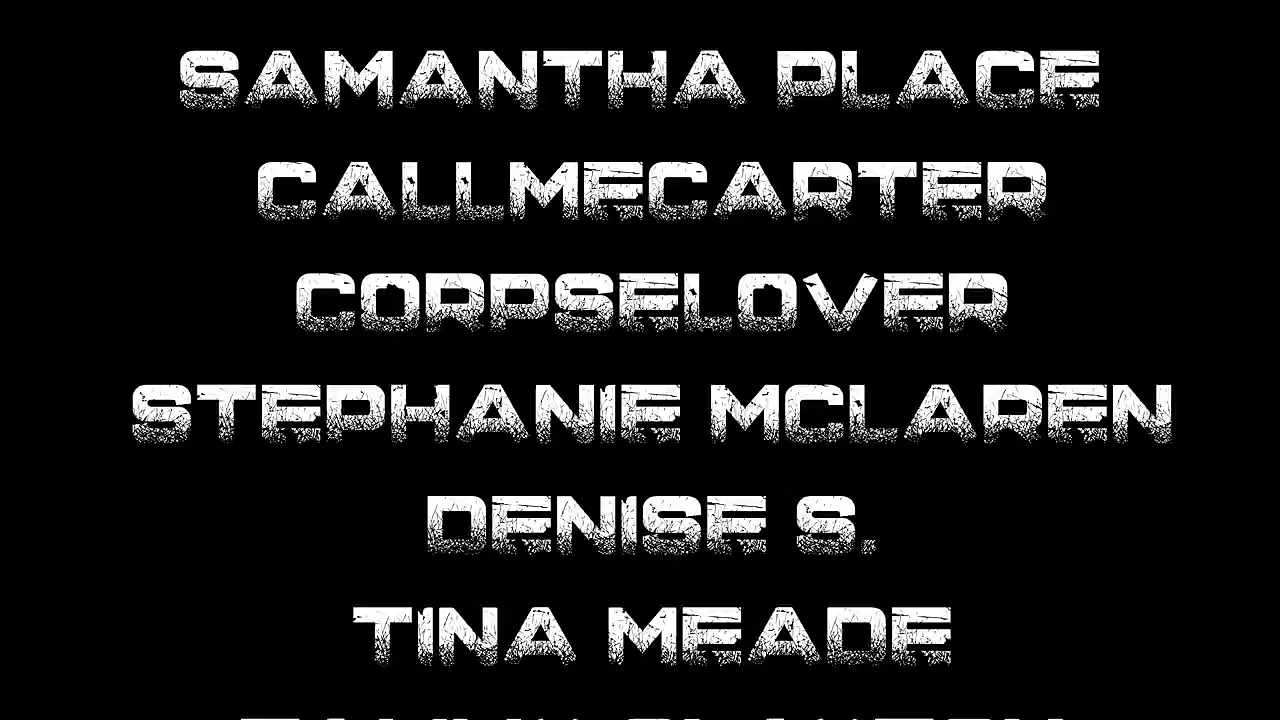 SAMANTHA PLACE
CALLMECARTER
CORPSELOVER
STEPHANIE MCLAREN
DENISE S.
TINA MEADE